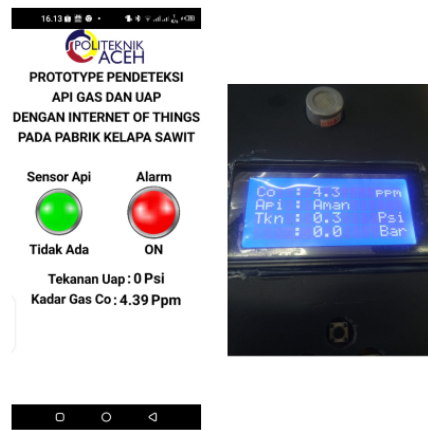 16.13
POLITEKNIK
ACEH
PROTOTYPE PENDETEKSI
API GAS DAN UAP
DENGAN INTERNET OF THINGS
PADA PABRIK KELAPA SAWIT
Sensor Api
Alarm
Tidak Ada
ON
Tekanan Uap : 0 Psi
Kadar Gas Co : 4.39 Ppm
Co : 4.3 PPM
Api : Aman
Tkn : 0.3 Psi
: 0.0 Bar